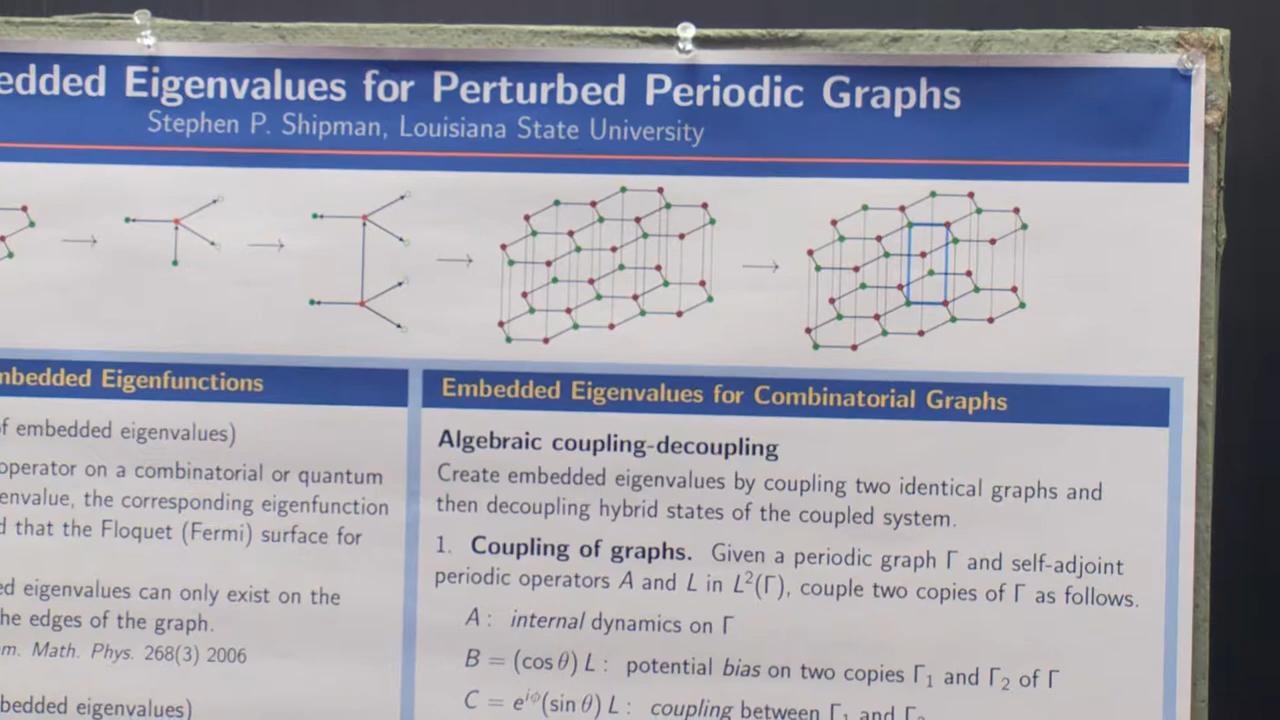 edded Eigenvalues for Perturbed Periodic Graphs
Stephen P. Shipman, Louisiana State University
mbedded Eigenfunctions
f embedded eigenvalues)
operator on a combinatorial or quantum
envalue, the corresponding eigenfunction
d that the Floquet (Fermi) surface for
ed eigenvalues can only exist on the
he edges of the graph.
m. Math. Phys. 268(3) 2006
bedded eigenvalues)
Embedded Eigenvalues for Combinatorial Graphs
Algebraic coupling-decoupling
Create embedded eigenvalues by coupling two identical graphs and
then decoupling hybrid states of the coupled system.
1. Coupling of graphs. Given a periodic graph Γ and self-adjoint
periodic operators A and L in L²(Γ), couple two copies of Γ as follows.
A : internal dynamics on Γ
B = (cos θ) L : potential bias on two copies Γ₁ and Γ₂ of Γ
C = e^{iφ}(sin θ) L : coupling between Γ₁ and Γ₂